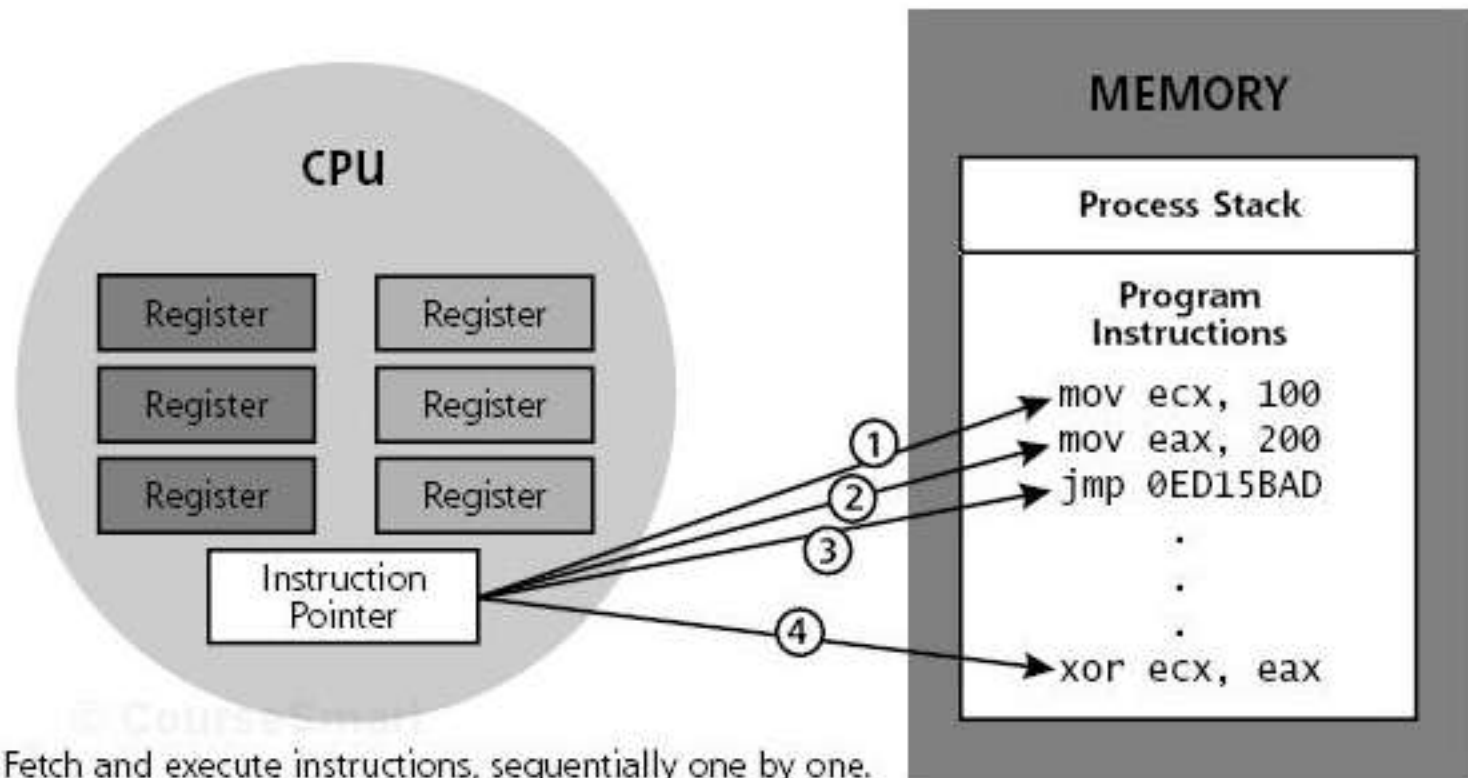 CPU
Register
Register
Register
Register
Register
Register
Instruction
Pointer
1
2
3
4
MEMORY
Process Stack
Program
Instructions
mov ecx, 100
mov eax, 200
jmp 0ED15BAD
.
.
.
xor ecx, eax
© CourseSmart
Fetch and execute instructions, sequentially one by one.